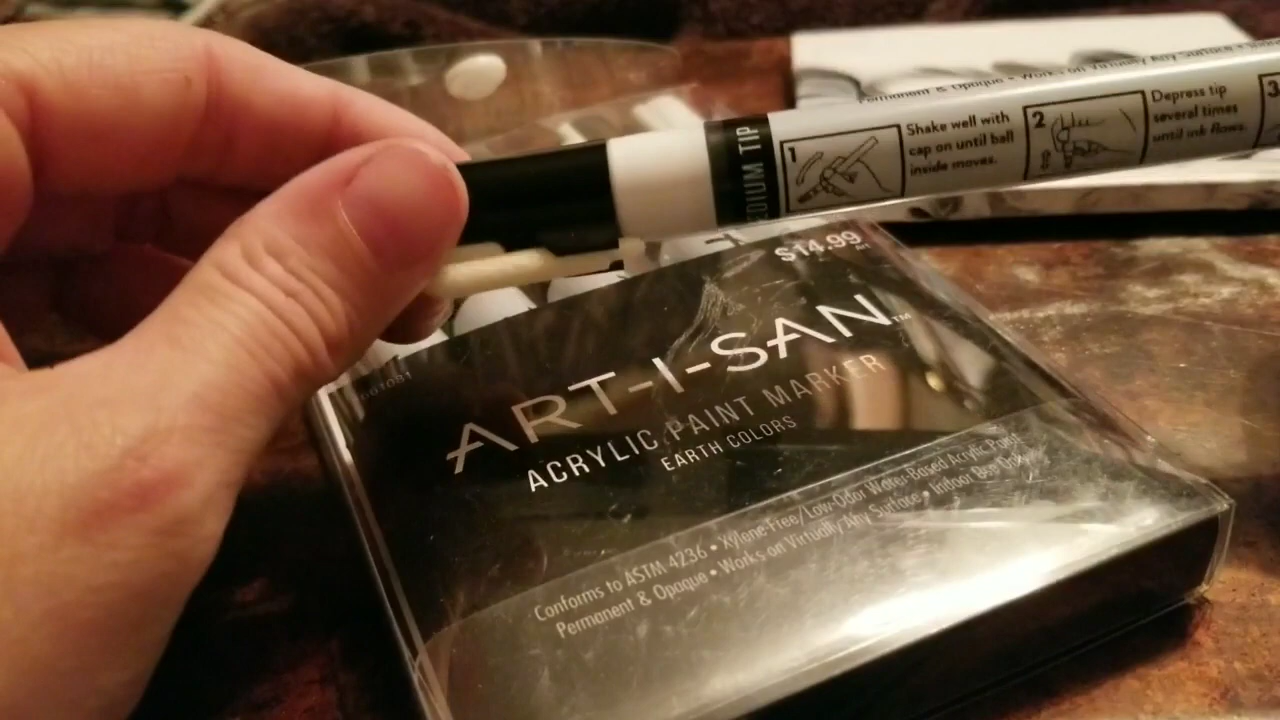 Permanent & Opaque • Works on Virtually Any Surface •
MEDIUM TIP
1
Shake well with
cap on until ball
inside moves.
2
Depress tip
several times
until ink flows.
3
$14.99
ART-I-SAN™
ACRYLIC PAINT MARKER
EARTH COLORS
Conforms to ASTM 4236 • Xylene-Free/Low-Odor Water-Based Acrylic Paint
Permanent & Opaque • Works on Virtually Any Surface • Indoor Use Only